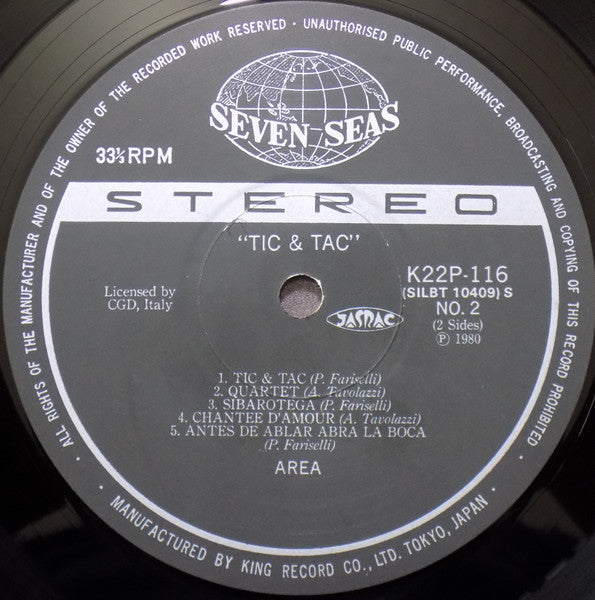 ALL RIGHTS OF THE MANUFACTURER AND OF THE OWNER OF THE RECORDED WORK RESERVED · UNAUTHORISED PUBLIC PERFORMANCE, BROADCASTING AND COPYING OF THIS RECORD PROHIBITED ·
SEVEN SEAS
33⅓ RPM
STEREO
"TIC & TAC"
Licensed by
CGD, Italy
K22P-116
(SILBT 10409) S
NO. 2
(2 Sides)
Ⓟ 1980
JASRAC
1. TIC & TAC (P. Fariselli)
2. QUARTET (A. Tavolazzi)
3. SIBAROTEGA (P. Fariselli)
4. CHANTEE D'AMOUR (A. Tavolazzi)
5. ANTES DE ABLAR ABRA LA BOCA
(P. Fariselli)
AREA
· MANUFACTURED BY KING RECORD CO., LTD. TOKYO, JAPAN ·